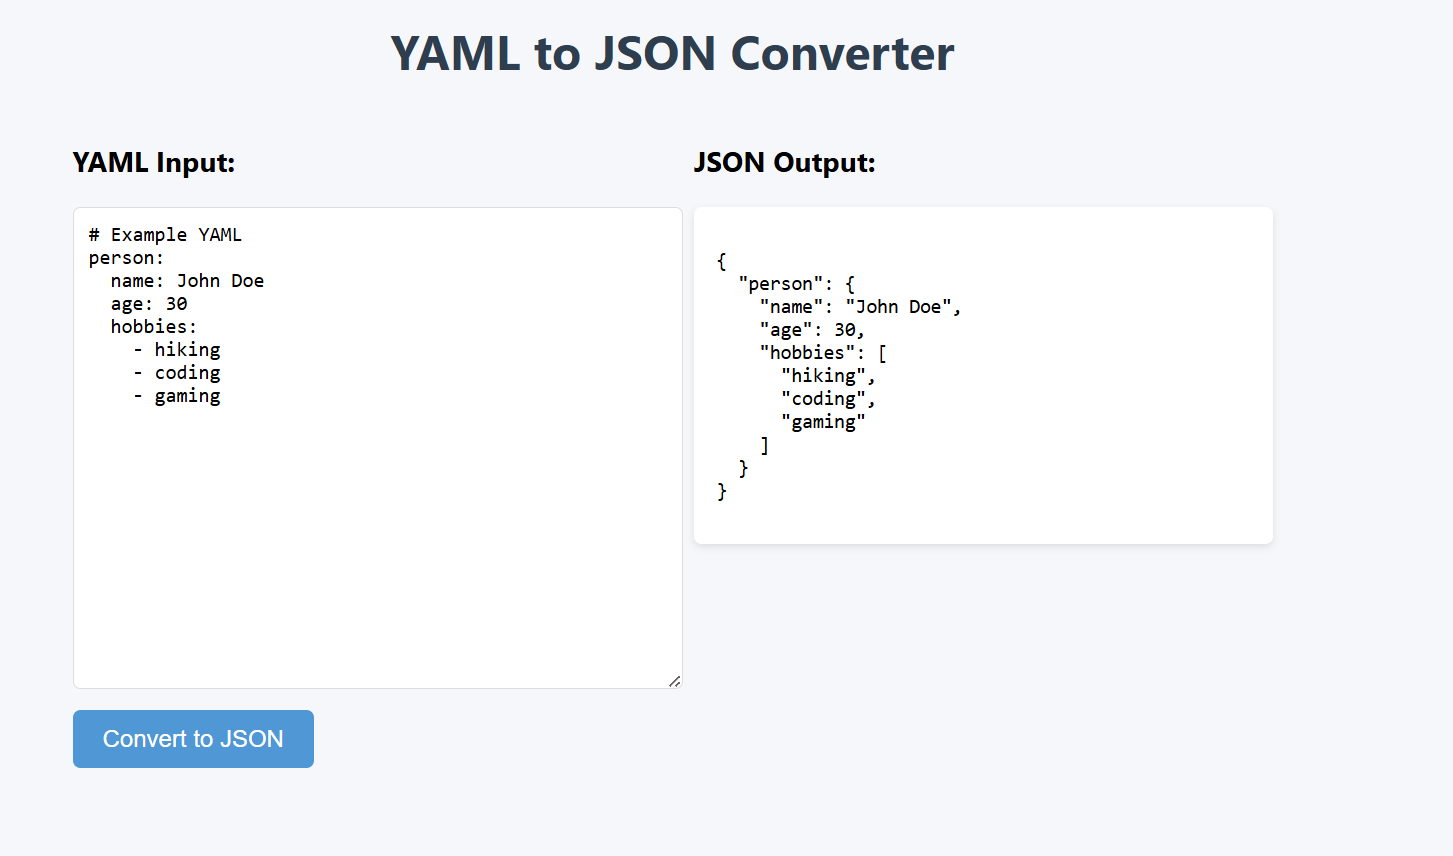 YAML to JSON Converter
YAML Input:
# Example YAML
person:
  name: John Doe
  age: 30
  hobbies:
    - hiking
    - coding
    - gaming
Convert to JSON
JSON Output:
{
  "person": {
    "name": "John Doe",
    "age": 30,
    "hobbies": [
      "hiking",
      "coding",
      "gaming"
    ]
  }
}